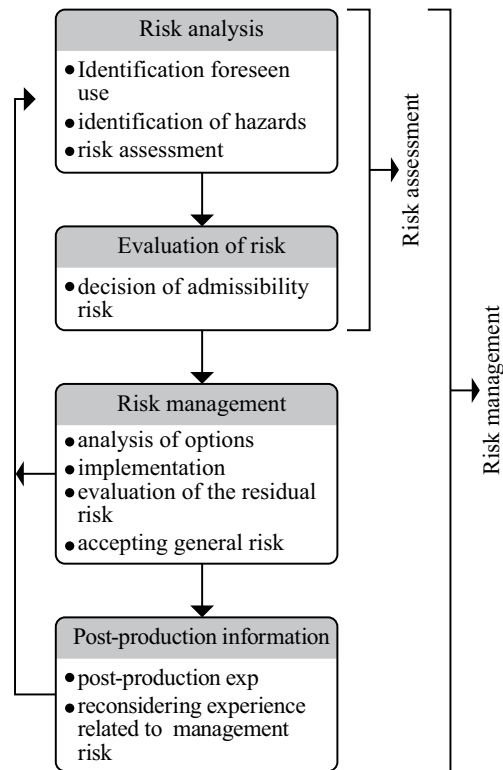 Risk analysis
●Identification foreseen
use
●identification of hazards
●risk assessment
Evaluation of risk
●decision of admissibility
risk
Risk management
●analysis of options
●implementation
●evaluation of the residual
risk
●accepting general risk
Post-production information
●post-production exp
●reconsidering experience
related to management
risk
Risk assessment
Risk management